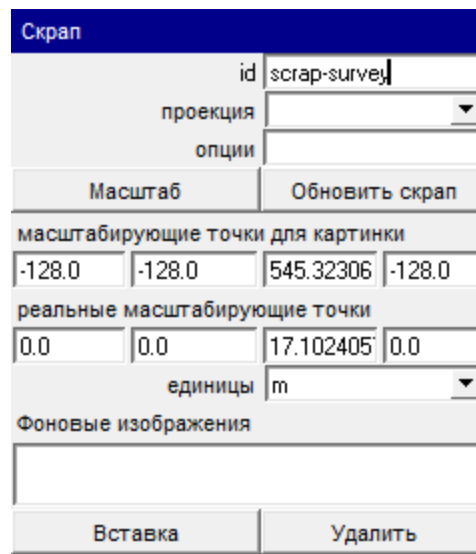 Скрап
id scrap-survey
проекция
опции
Масштаб Обновить скрап
масштабирующие точки для картинки
-128.0 -128.0 545.32306 -128.0
реальные масштабирующие точки
0.0 0.0 17.1024057 0.0
единицы m
Фоновые изображения
Вставка Удалить